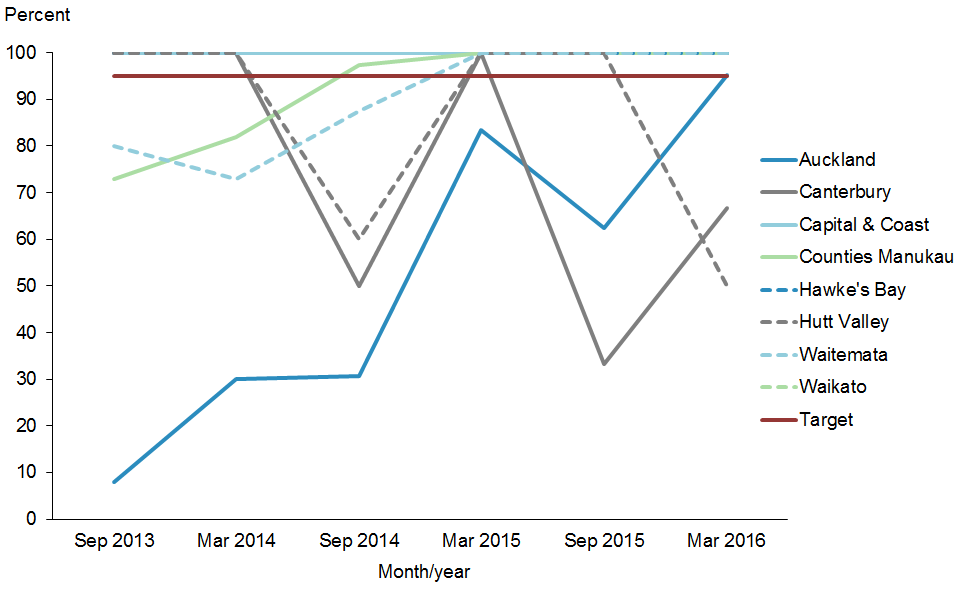 Percent
100
90
80
70
60
50
40
30
20
10
0
Sep 2013 Mar 2014 Sep 2014 Mar 2015 Sep 2015 Mar 2016
Month/year
Auckland
Canterbury
Capital & Coast
Counties Manukau
Hawke's Bay
Hutt Valley
Waitemata
Waikato
Target